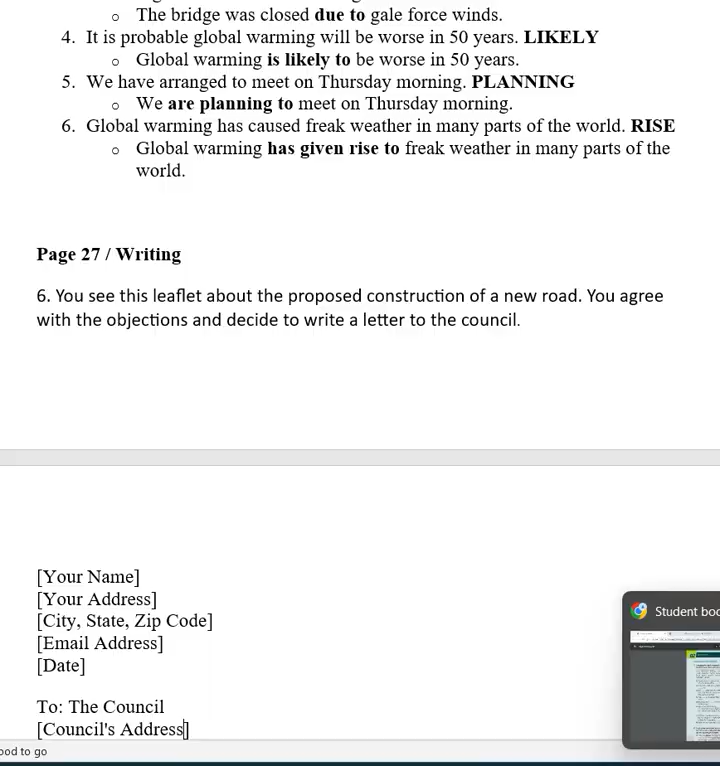 The bridge was closed due to gale force winds.
4. It is probable global warming will be worse in 50 years. LIKELY
Global warming is likely to be worse in 50 years.
5. We have arranged to meet on Thursday morning. PLANNING
We are planning to meet on Thursday morning.
6. Global warming has caused freak weather in many parts of the world. RISE
Global warming has given rise to freak weather in many parts of the
world.
Page 27 / Writing
6. You see this leaflet about the proposed construction of a new road. You agree
with the objections and decide to write a letter to the council.
[Your Name]
[Your Address]
[City, State, Zip Code]
[Email Address]
[Date]
To: The Council
[Council's Address]
Student boo
ood to go